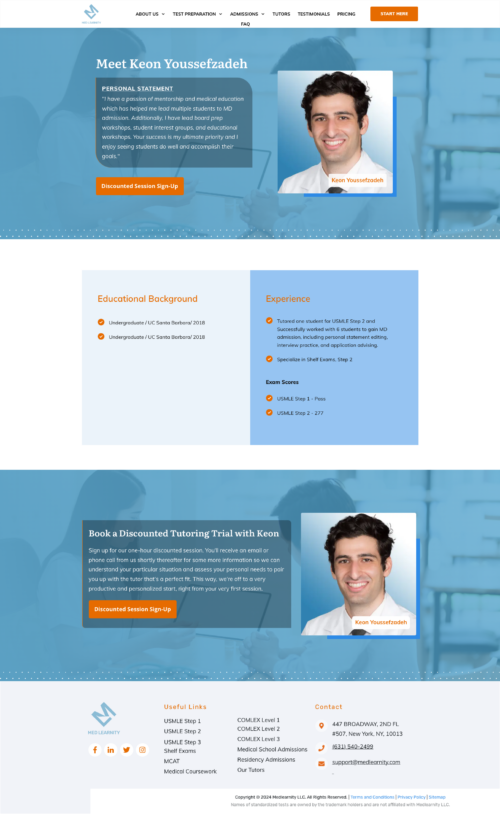 ABOUT US TEST PREPARATION ADMISSIONS TUTORS TESTIMONIALS PRICING
FAQ
START HERE
MED LEARNITY
Meet Keon Youssefzadeh
PERSONAL STATEMENT
"I have a passion of mentorship and medical education
which has helped me lead multiple students to MD
admission. Additionally, I have lead board prep
workshops, student interest groups, and educational
workshops. Your success is my ultimate priority and I
enjoy seeing students do well and accomplish their
goals."
Discounted Session Sign-Up
Keon Youssefzadeh
Educational Background
Undergraduate / UC Santa Barbara/ 2018
Undergraduate / UC Santa Barbara/ 2018
Experience
Tutored one student for USMLE Step 2 and
Successfully worked with 6 students to gain MD
admission, including personal statement editing,
interview practice, and application advising.
Specialize in Shelf Exams, Step 2
Exam Scores
USMLE Step 1 - Pass
USMLE Step 2 - 277
Book a Discounted Tutoring Trial with Keon
Sign up for our one-hour discounted session. You'll receive an email or
phone call from us shortly thereafter for some more information so we can
understand your particular situation and assess your personal needs to pair
you up with the tutor that's a perfect fit. This way, we're off to a very
productive and personalized start, right from your very first session.
Discounted Session Sign-Up
Keon Youssefzadeh
MED LEARNITY
Useful Links
USMLE Step 1
USMLE Step 2
USMLE Step 3
Shelf Exams
MCAT
Medical Coursework
COMLEX Level 1
COMLEX Level 2
COMLEX Level 3
Medical School Admissions
Residency Admissions
Our Tutors
Contact
447 BROADWAY, 2ND FL
#507, New York, NY, 10013
(631) 540-2499
support@medlearnity.com
.
Copyright © 2024 Medlearnity LLC. All Rights Reserved. | Terms and Conditions | Privacy Policy | Sitemap
Names of standardized tests are owned by the trademark holders and are not affiliated with Medlearnity LLC.